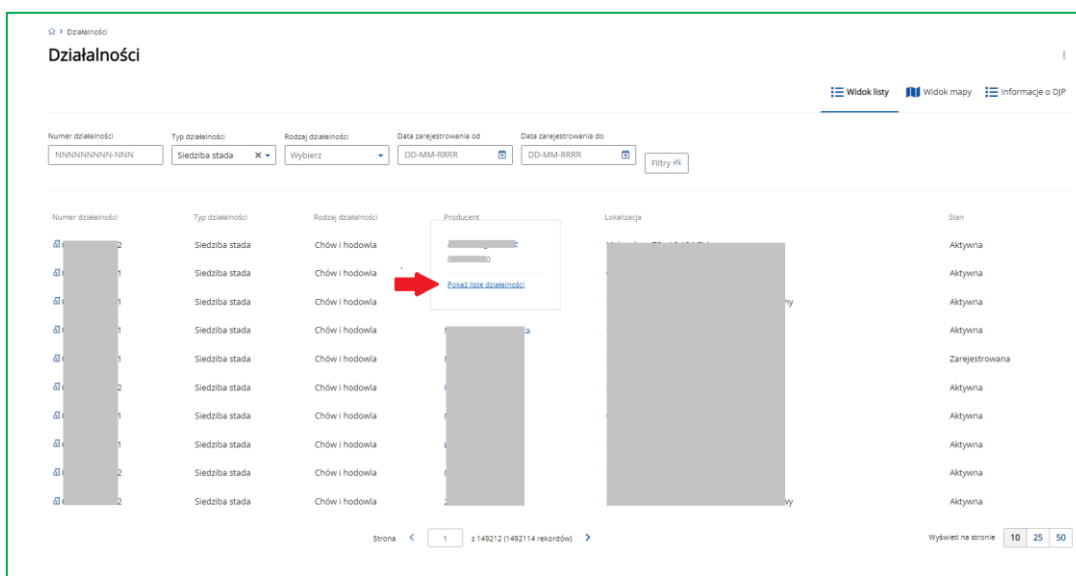 Działalności
Działalności
Widok listy Widok mapy Informacje o DJP
Numer działalności Typ działalności Rodzaj działalności Data zarejestrowania od Data zarejestrowania do
NNNNNNNNN-NNN Siedziba stada Wybierz DD-MM-RRRR DD-MM-RRRR Filtry
Numer działalności Typ działalności Rodzaj działalności Producent Lokalizacja Stan
Siedziba stada Chów i hodowla Aktywna
Siedziba stada Chów i hodowla Aktywna
Pokaż listę działalności
Siedziba stada Chów i hodowla Aktywna
Siedziba stada Chów i hodowla Aktywna
Siedziba stada Chów i hodowla Zarejestrowana
Siedziba stada Chów i hodowla Aktywna
Siedziba stada Chów i hodowla Aktywna
Siedziba stada Chów i hodowla Aktywna
Siedziba stada Chów i hodowla Aktywna
Siedziba stada Chów i hodowla Aktywna
Strona 1 z 149212 (1492114 rekordów) Wyświetl na stronie 10 25 50